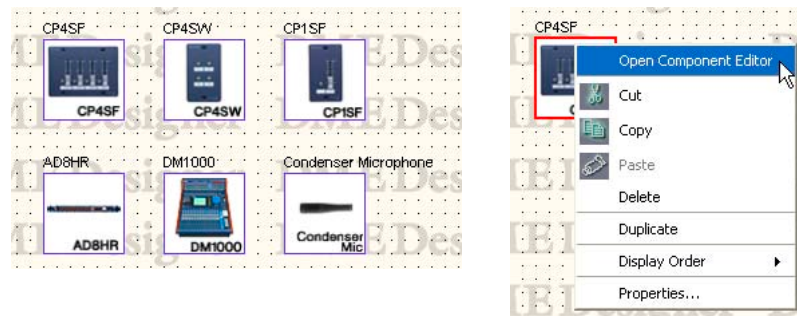 CP4SF CP4SW CP1SF
CP4SF CP4SW CP1SF
AD8HR DM1000 Condenser Microphone
AD8HR DM1000 Condenser
Mic
CP4SF
Open Component Editor
Cut
Copy
Paste
Delete
Duplicate
Display Order
Properties...